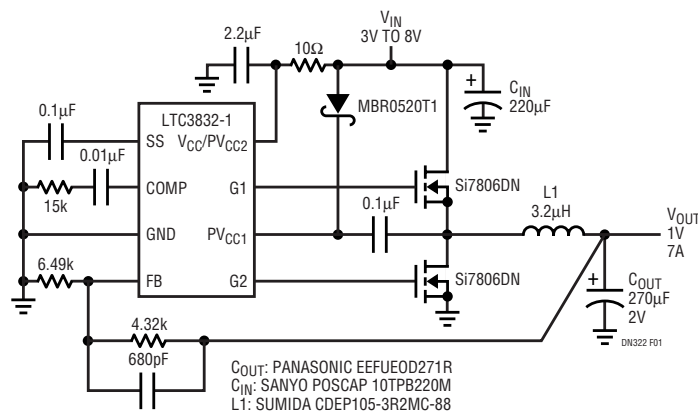 VIN
3V TO 8V
2.2µF
10Ω
+
CIN
220µF
MBR0520T1
0.1µF
LTC3832-1
SS
VCC/PVCC2
0.01µF
COMP
G1
Si7806DN
15k
0.1µF
L1
3.2µH
VOUT
1V
7A
GND
PVCC1
6.49k
FB
G2
Si7806DN
+
COUT
270µF
2V
4.32k
680pF
DN322 F01
COUT: PANASONIC EEFUEOD271R
CIN: SANYO POSCAP 10TPB220M
L1: SUMIDA CDEP105-3R2MC-88